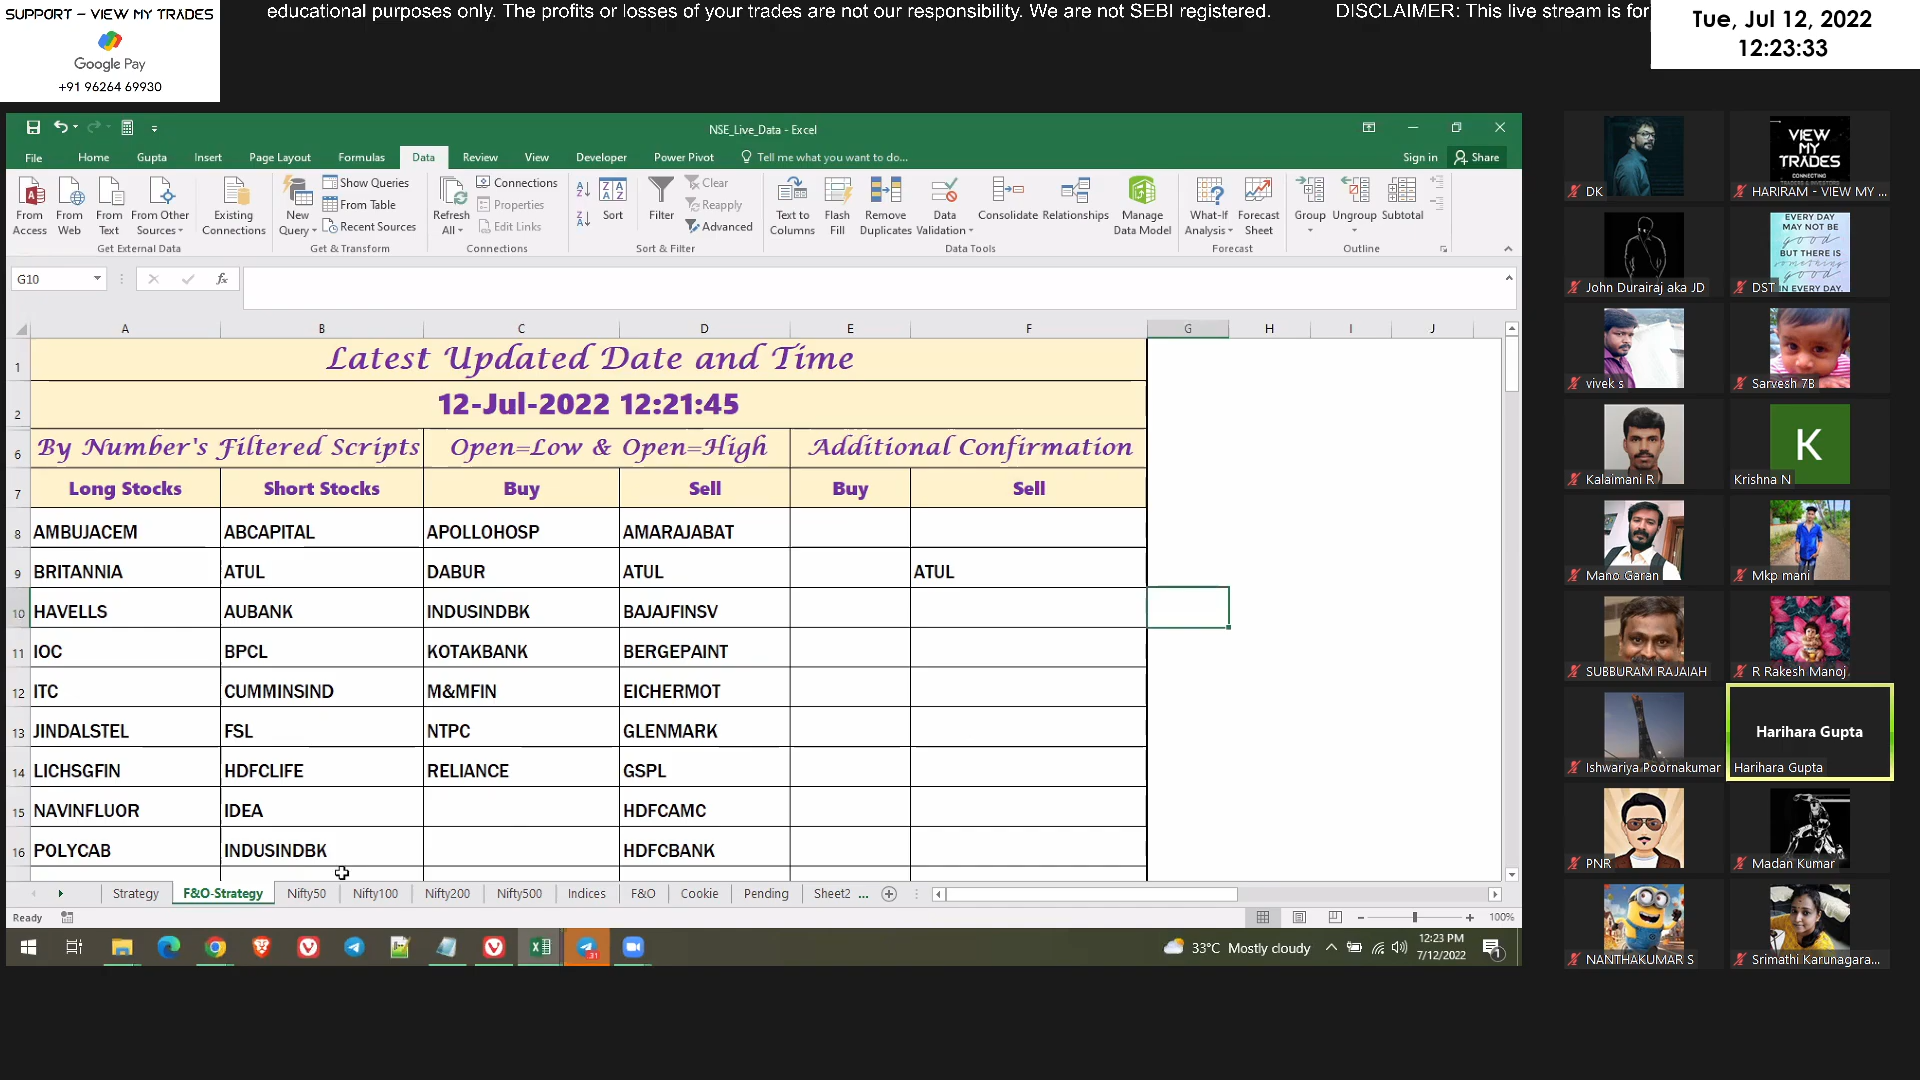 SUPPORT - VIEW MY TRADES
Google Pay
+91 96264 69930
educational purposes only. The profits or losses of your trades are not our responsibility. We are not SEBI registered.
DISCLAIMER: This live stream is for
Tue, Jul 12, 2022
12:23:33
NSE_Live_Data - Excel
File Home Gupta Insert Page Layout Formulas Data Review View Developer Power Pivot Tell me what you want to do... Sign in Share
From Access
From Web
From Text
From Other Sources
Get External Data
Existing Connections
New Query
Show Queries
From Table
Recent Sources
Get & Transform
Refresh All
Connections
Properties
Edit Links
Connections
Sort
Filter
Clear
Reapply
Advanced
Sort & Filter
Text to Columns
Flash Fill
Remove Duplicates
Data Validation
Consolidate
Relationships
Manage Data Model
Data Tools
What-If Analysis
Forecast Sheet
Forecast
Group
Ungroup
Subtotal
Outline
G10
fx
A B C D E F G H I J
1 Latest Updated Date and Time
2 12-Jul-2022 12:21:45
6 By Number's Filtered Scripts Open=Low & Open=High Additional Confirmation
7 Long Stocks Short Stocks Buy Sell Buy Sell
8 AMBUJACEM ABCAPITAL APOLLOHOSP AMARAJABAT
9 BRITANNIA ATUL DABUR ATUL ATUL
10 HAVELLS AUBANK INDUSINDBK BAJAJFINSV
11 IOC BPCL KOTAKBANK BERGEPAINT
12 ITC CUMMINSIND M&MFIN EICHERMOT
13 JINDALSTEL FSL NTPC GLENMARK
14 LICHSGFIN HDFCLIFE RELIANCE GSPL
15 NAVINFLUOR IDEA HDFCAMC
16 POLYCAB INDUSINDBK HDFCBANK
Strategy F&O-Strategy Nifty50 Nifty100 Nifty200 Nifty500 Indices F&O Cookie Pending Sheet2 ...
Ready
100%
33°C Mostly cloudy
12:23 PM
7/12/2022
DK
VIEW
MY
TRADES
HARIRAM - VIEW MY ...
John Durairaj aka JD
EVERY DAY
MAY NOT BE
good
BUT THERE IS
something
good
IN EVERY DAY.
DST
vivek s
Sarvesh 7B
Kalaimani R
K
Krishna N
Mano Garan
Mkp mani
SUBBURAM RAJAIAH
R Rakesh Manoj
Ishwariya Poornakumar
Harihara Gupta
Harihara Gupta
PNR
Madan Kumar
NANTHAKUMAR S
Srimathi Karunagara...